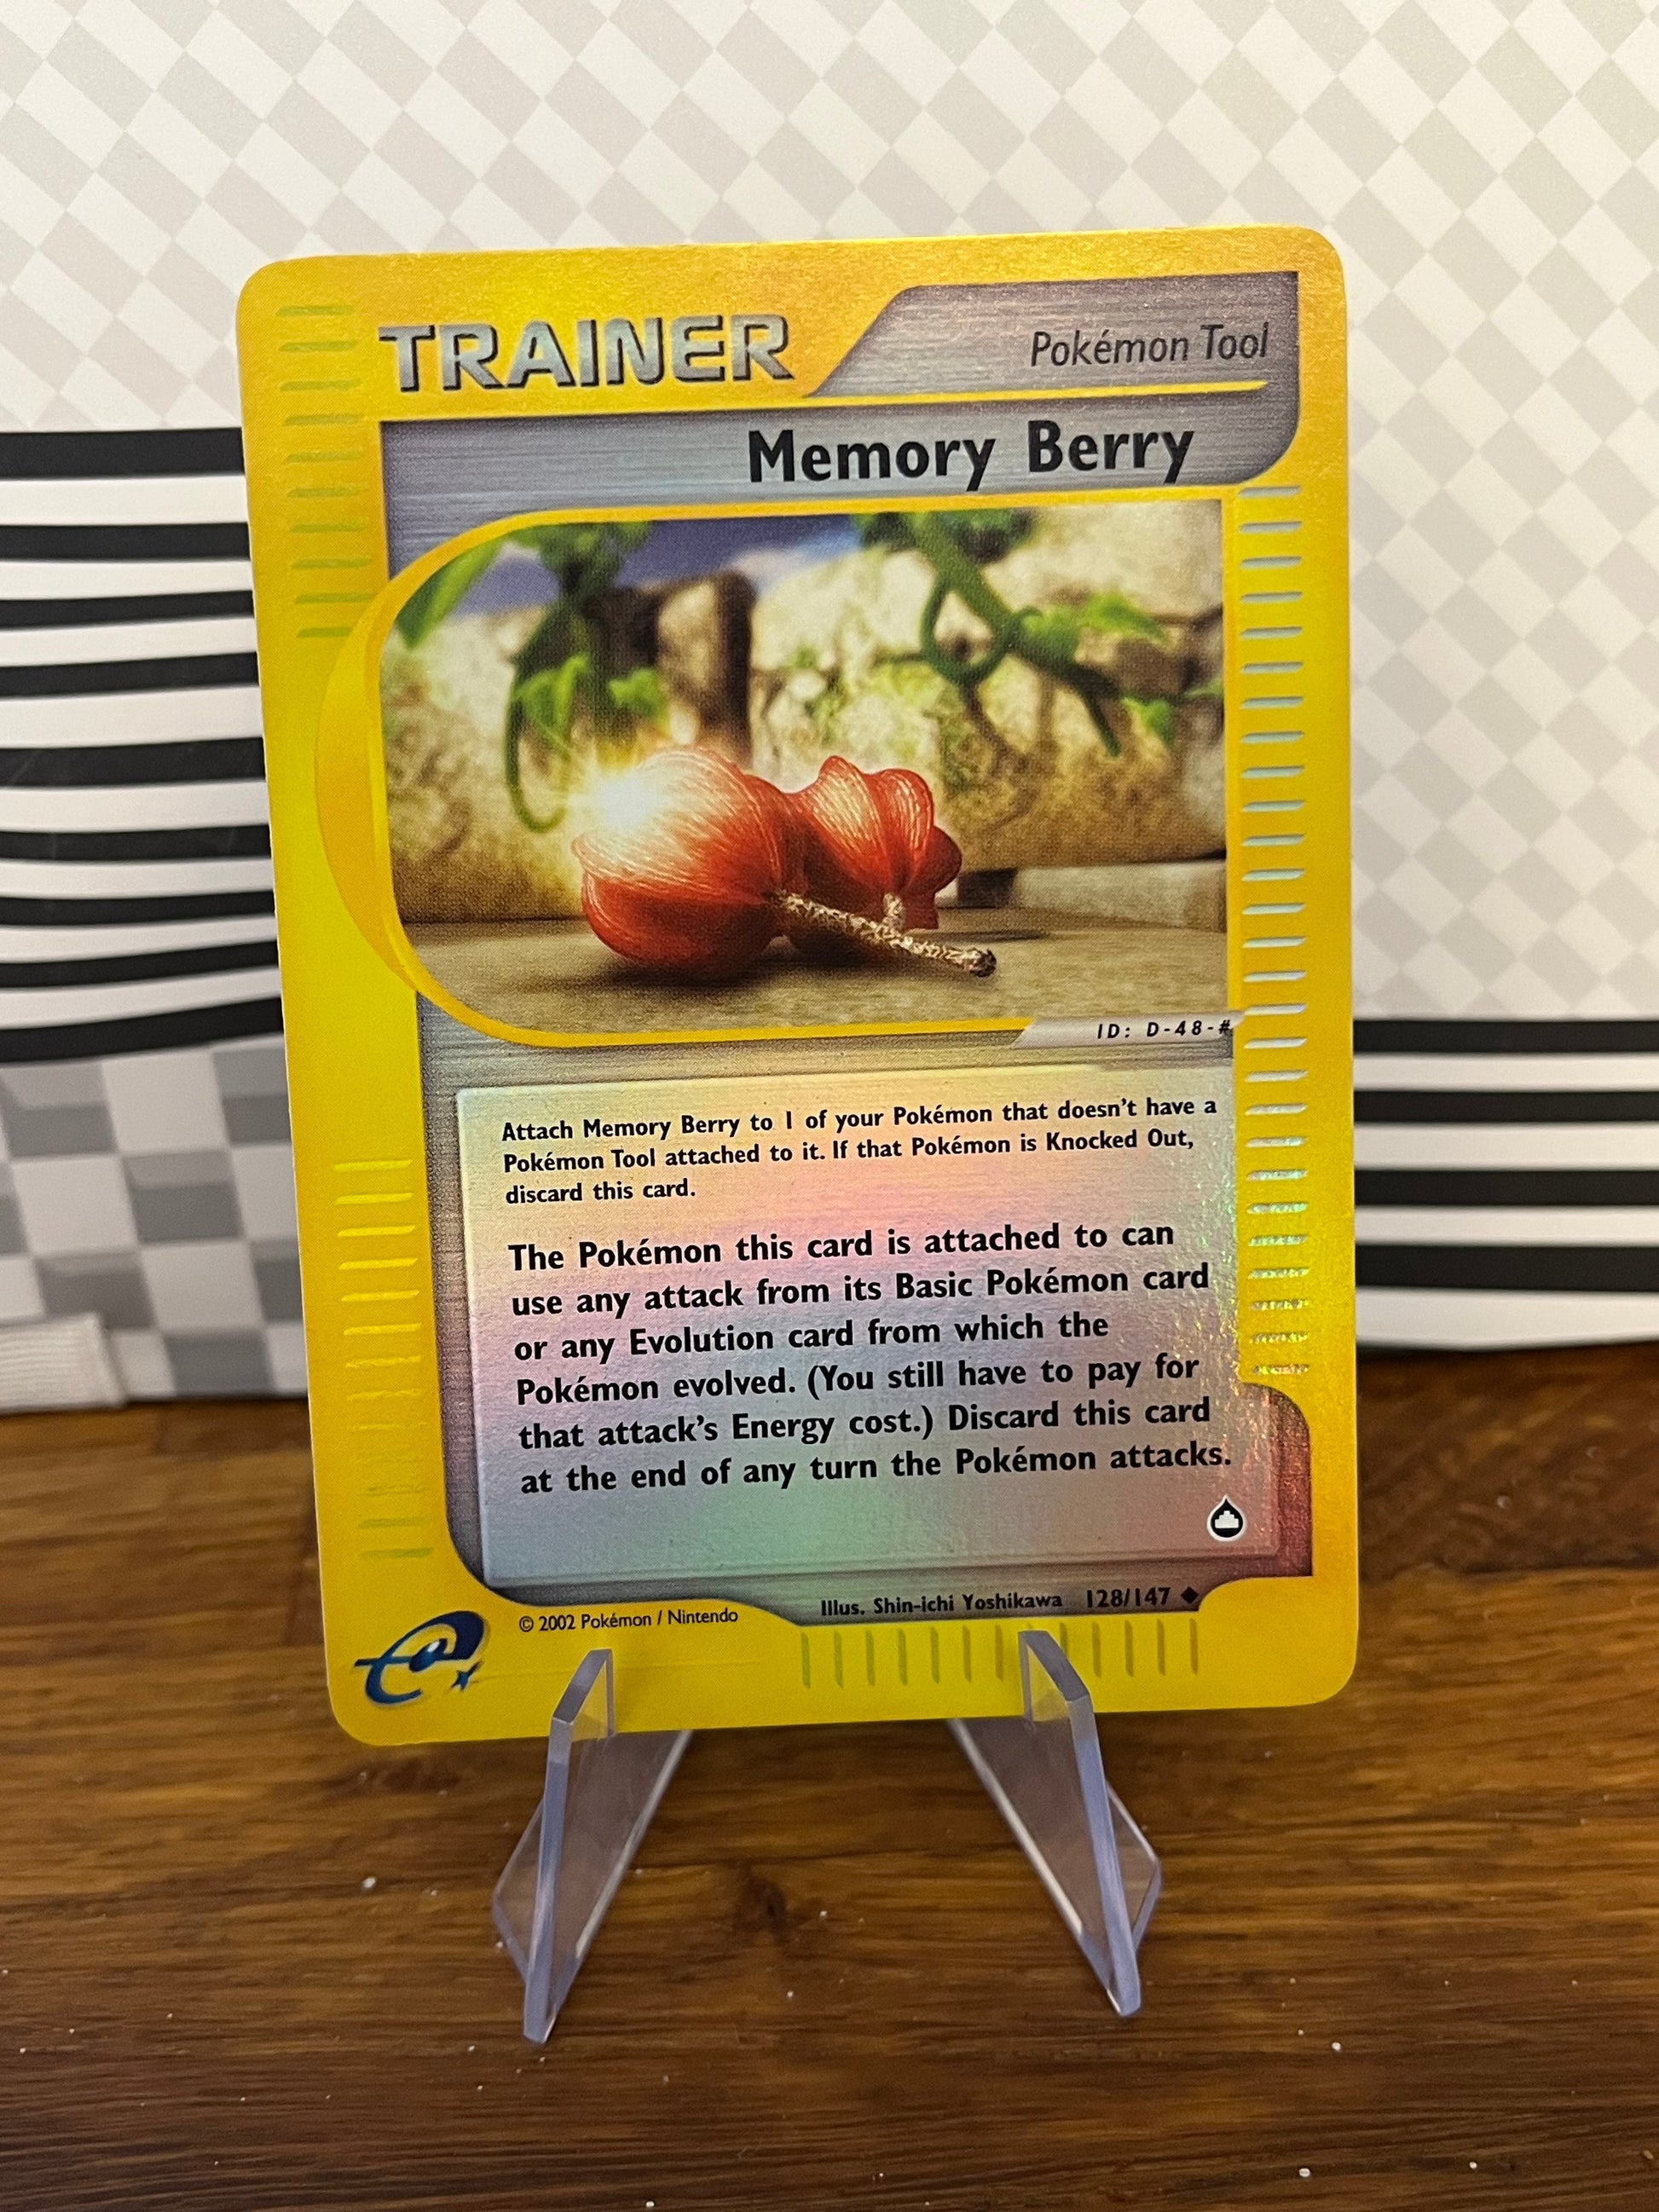 TRAINER
Pokémon Tool
Memory Berry
ID: D-48-#
Attach Memory Berry to 1 of your Pokémon that doesn't have a
Pokémon Tool attached to it. If that Pokémon is Knocked Out,
discard this card.
The Pokémon this card is attached to can
use any attack from its Basic Pokémon card
or any Evolution card from which the
Pokémon evolved. (You still have to pay for
that attack's Energy cost.) Discard this card
at the end of any turn the Pokémon attacks.
Illus. Shin-ichi Yoshikawa 128/147 ◆
© 2002 Pokémon / Nintendo
e